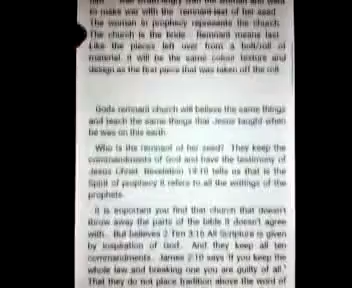 to make war with the remnant/rest of her seed.
The woman in prophecy represents the church.
The church is the bride. Remnant means last.
Like the pieces left over from a bolt/roll of
material. It will be the same colour texture and
design as the first piece that was taken off the roll.
Gods remnant church will believe the same things
and teach the same things that Jesus taught when
he was on this earth.
Who is the remnant of her seed? They keep the
commandments of God and have the testimony of
Jesus Christ. Revelation 19:10 tells us that is the
Spirit of prophecy it refers to all the writings of the
prophets.
It is important you find that church that doesn't
throw away the parts of the bible it doesn't agree
with. But believes 2 Tim 3:16 All Scripture is given
by inspiration of God. And they keep all ten
commandments. James 2:10 says 'if you keep the
whole law and breaking one you are guilty of all.'
That they do not place tradition above the word of